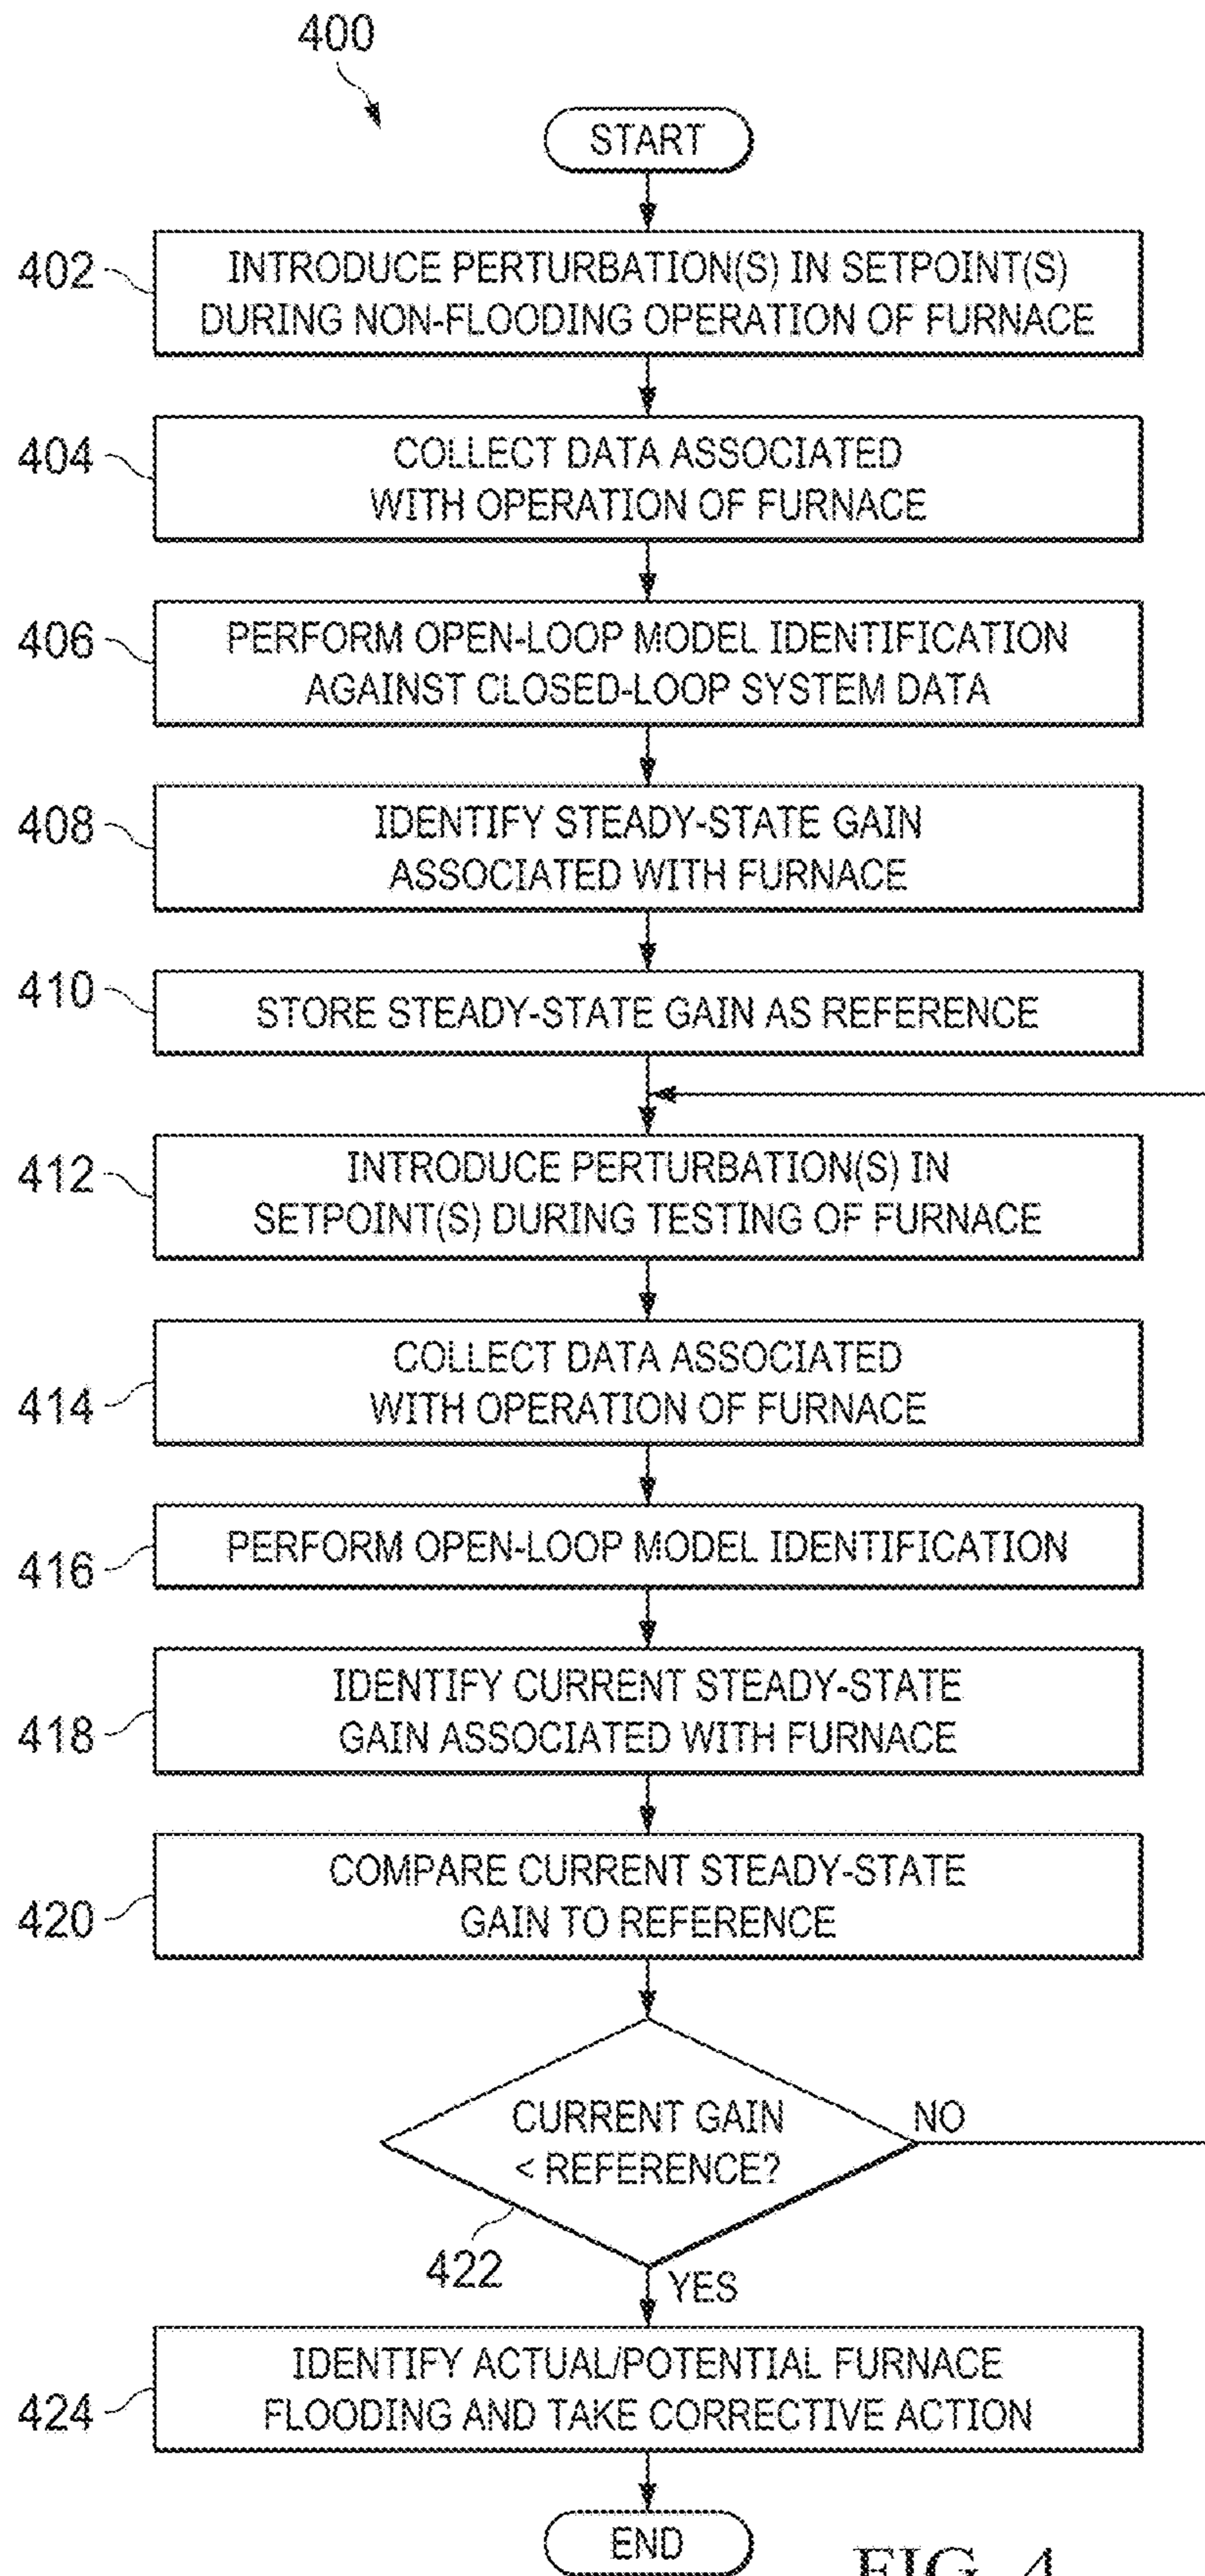 400
START
402
INTRODUCE PERTURBATION(S) IN SETPOINT(S)
DURING NON-FLOODING OPERATION OF FURNACE
404
COLLECT DATA ASSOCIATED
WITH OPERATION OF FURNACE
406
PERFORM OPEN-LOOP MODEL IDENTIFICATION
AGAINST CLOSED-LOOP SYSTEM DATA
408
IDENTIFY STEADY-STATE GAIN
ASSOCIATED WITH FURNACE
410
STORE STEADY-STATE GAIN AS REFERENCE
412
INTRODUCE PERTURBATION(S) IN
SETPOINT(S) DURING TESTING OF FURNACE
414
COLLECT DATA ASSOCIATED
WITH OPERATION OF FURNACE
416
PERFORM OPEN-LOOP MODEL IDENTIFICATION
418
IDENTIFY CURRENT STEADY-STATE
GAIN ASSOCIATED WITH FURNACE
420
COMPARE CURRENT STEADY-STATE
GAIN TO REFERENCE
CURRENT GAIN
< REFERENCE?
NO
422
YES
424
IDENTIFY ACTUAL/POTENTIAL FURNACE
FLOODING AND TAKE CORRECTIVE ACTION
END
FIG. 4